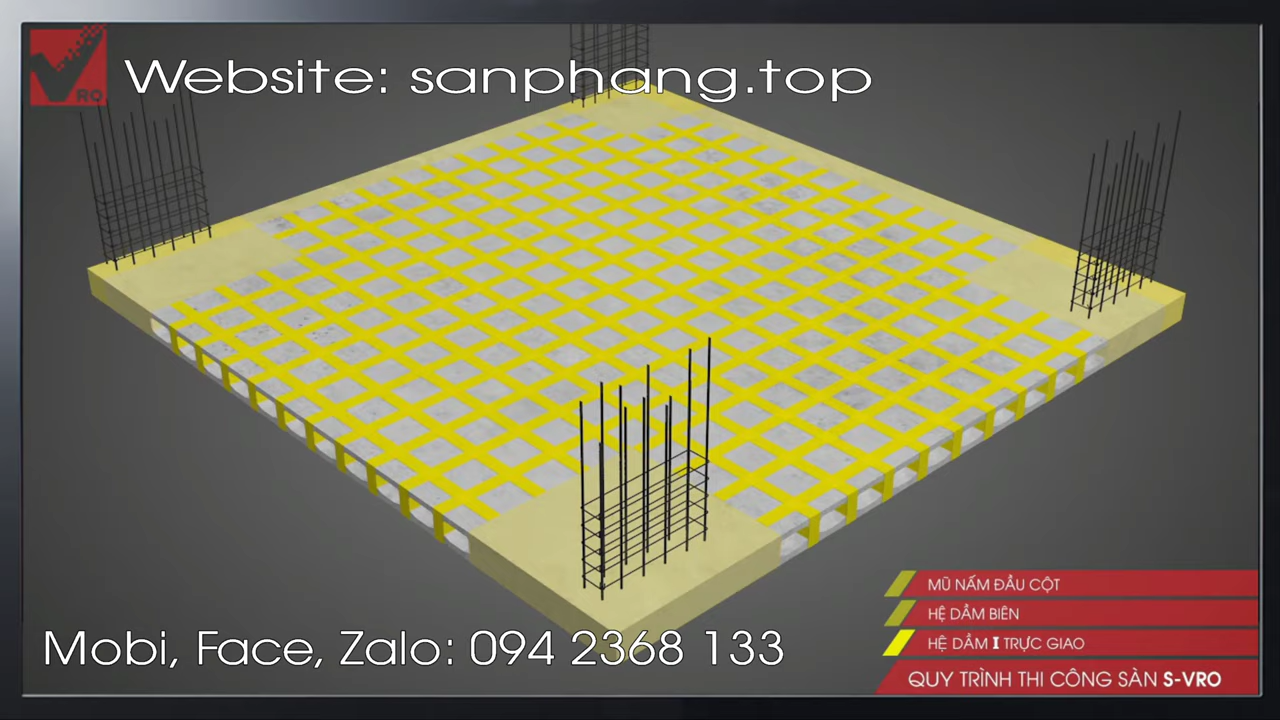 VRO
Website: sanphang.top
MŨ NẤM ĐẦU CỘT
HỆ DẦM BIÊN
HỆ DẦM I TRỰC GIAO
Mobi, Face, Zalo: 094 2368 133
QUY TRÌNH THI CÔNG SÀN S-VRO